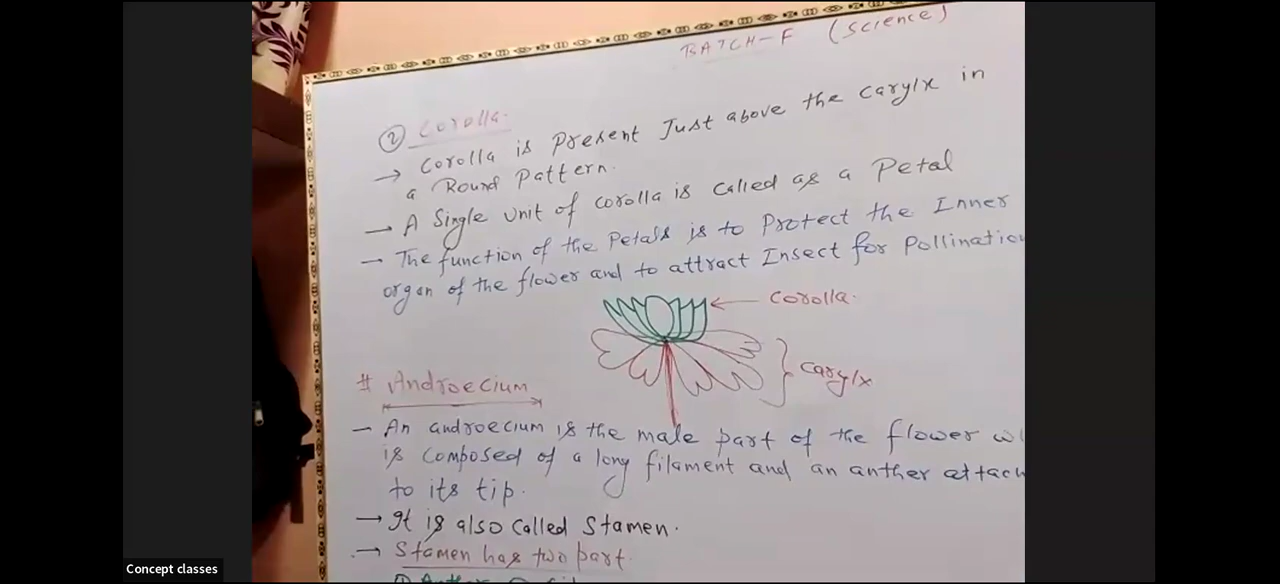 BATCH-F (Science)
② Corolla.
→ Corolla is Present Just above the Carylx in
a Round Pattern.
→ A Single Unit of corolla is called as a Petal
→ The function of the Petals is to Protect the Inner
organ of the flower and to attract Insect for Pollination
Corolla.
Carylx
# Androecium
→ An androecium is the male part of the flower w
is composed of a long filament and an anther attach
to its tip.
→ It is also called Stamen.
→ Stamen has two part.
① Anther ②
Concept classes